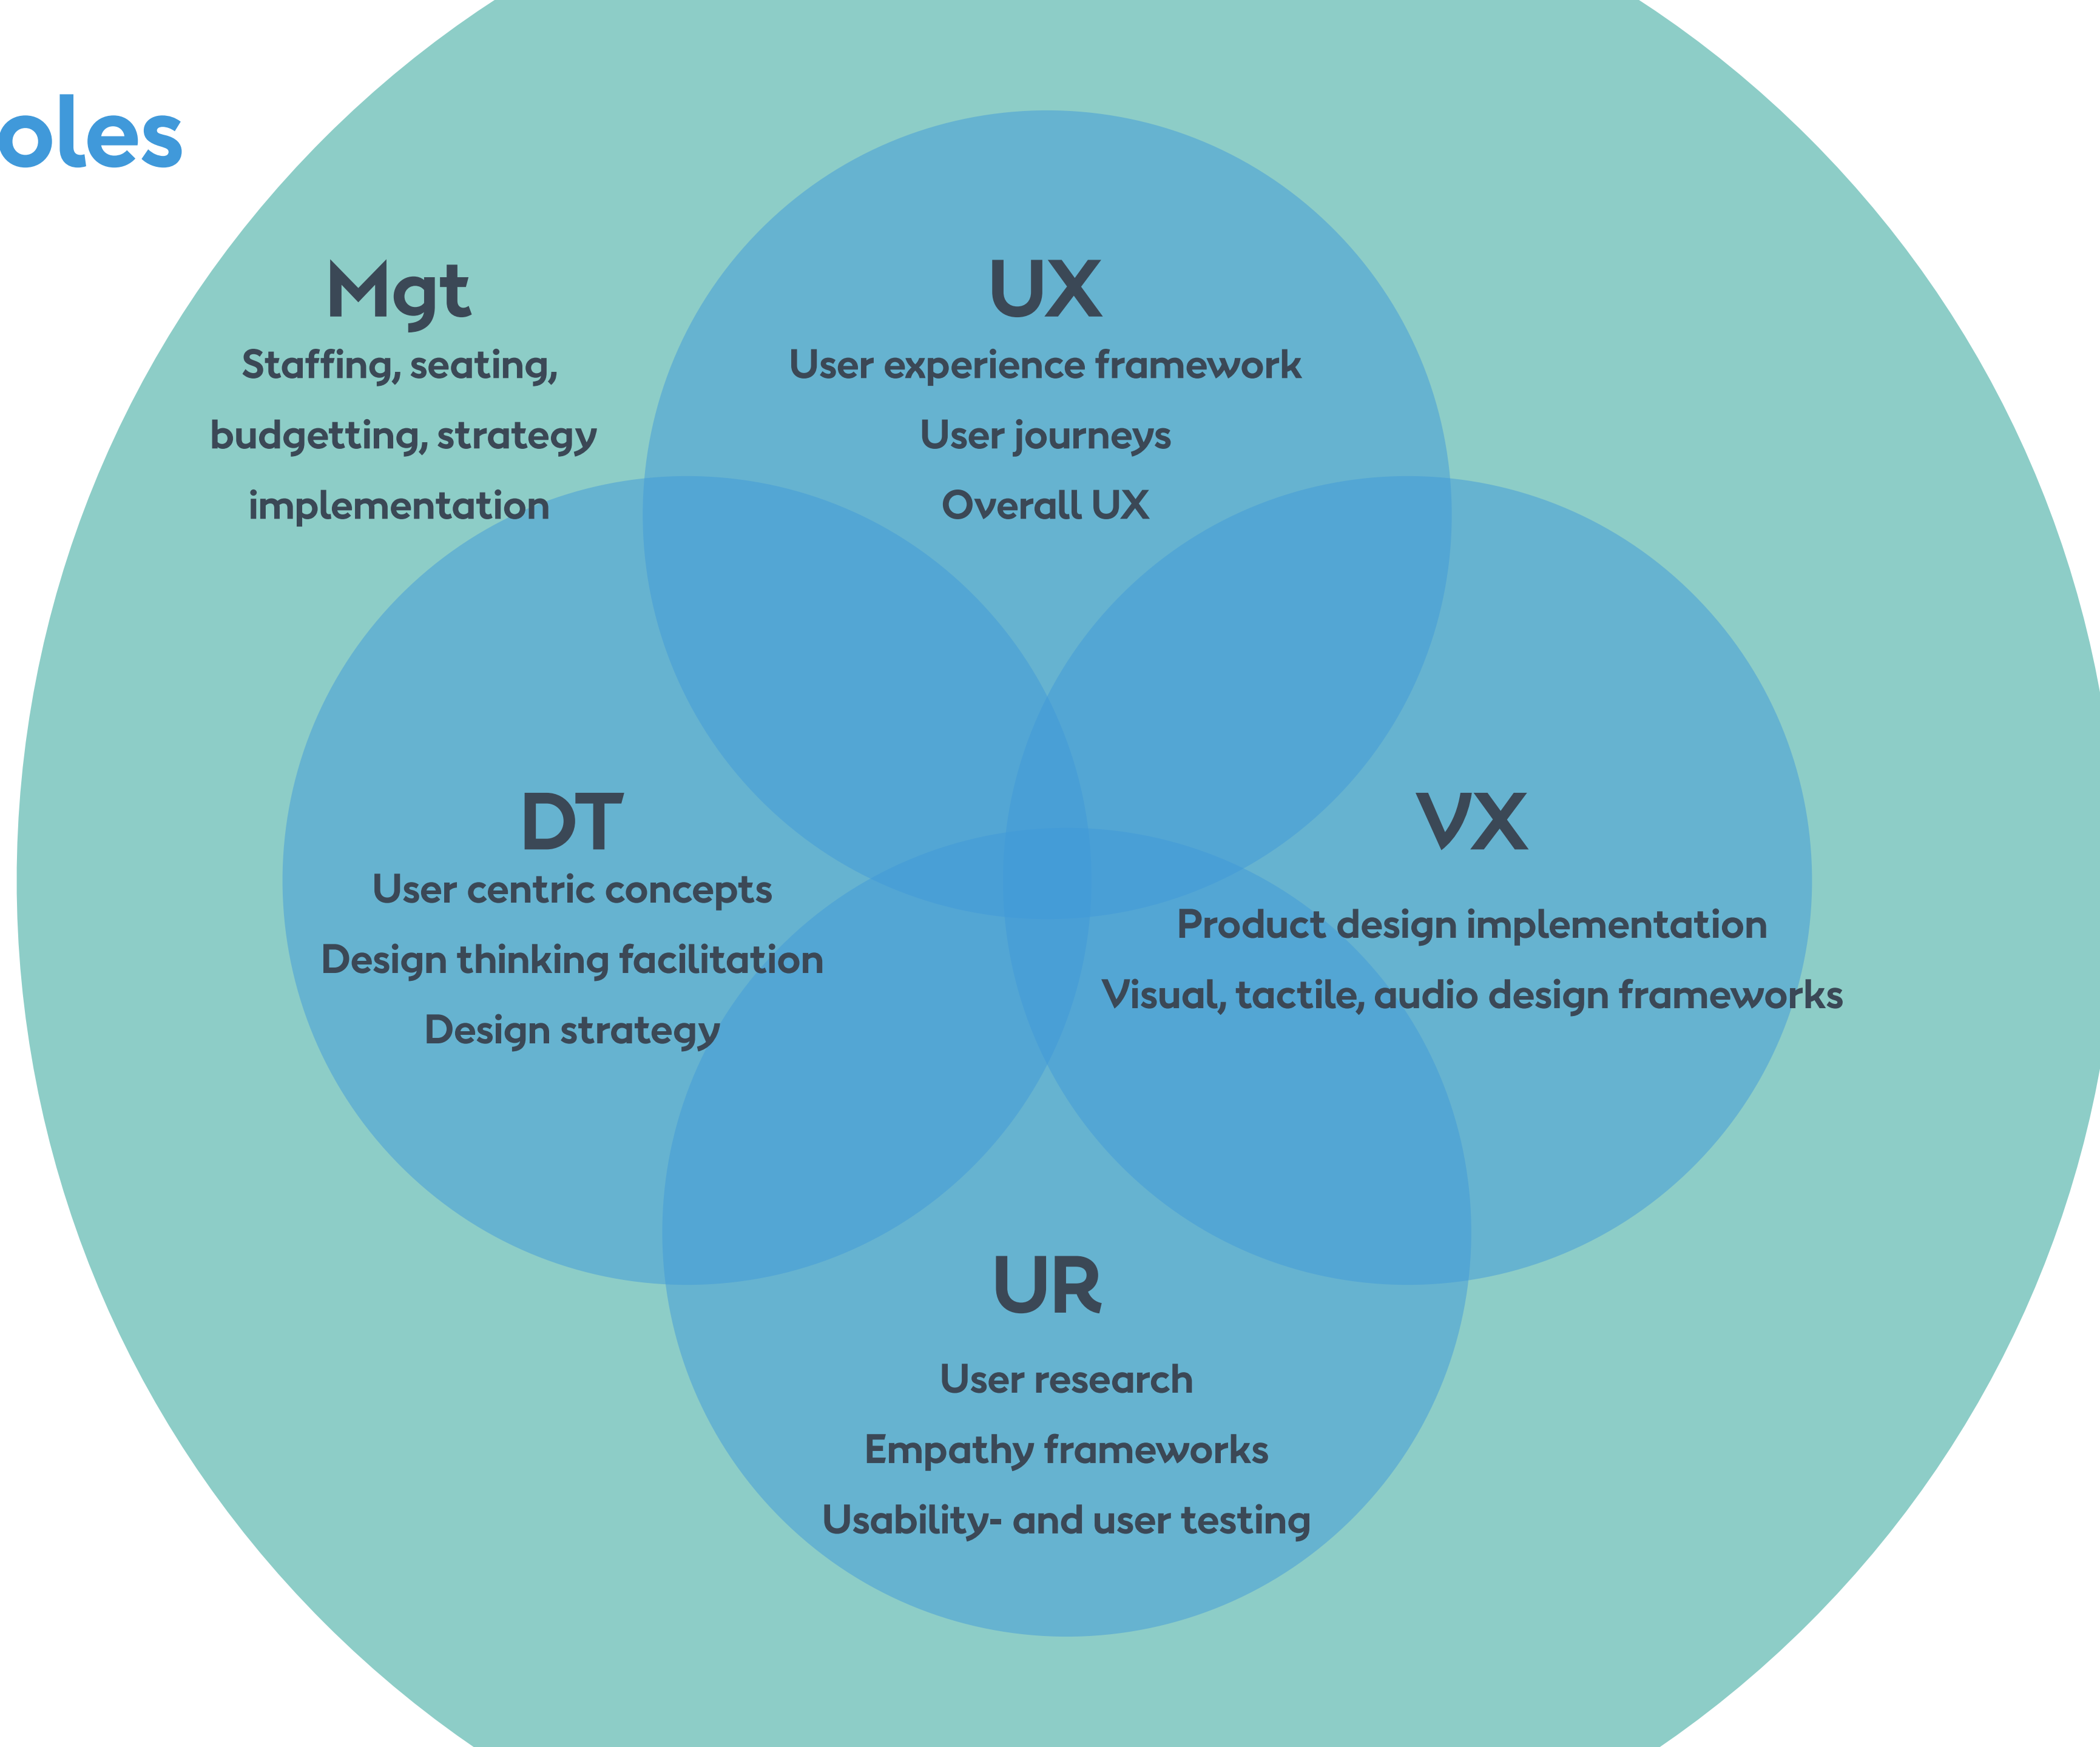 oles
Mgt
Staffing, seating,
budgetting, strategy
implementation
UX
User experience framework
User journeys
Overall UX
DT
User centric concepts
Design thinking facilitation
Design strategy
VX
Product design implementation
Visual, tactile, audio design frameworks
UR
User research
Empathy frameworks
Usability- and user testing